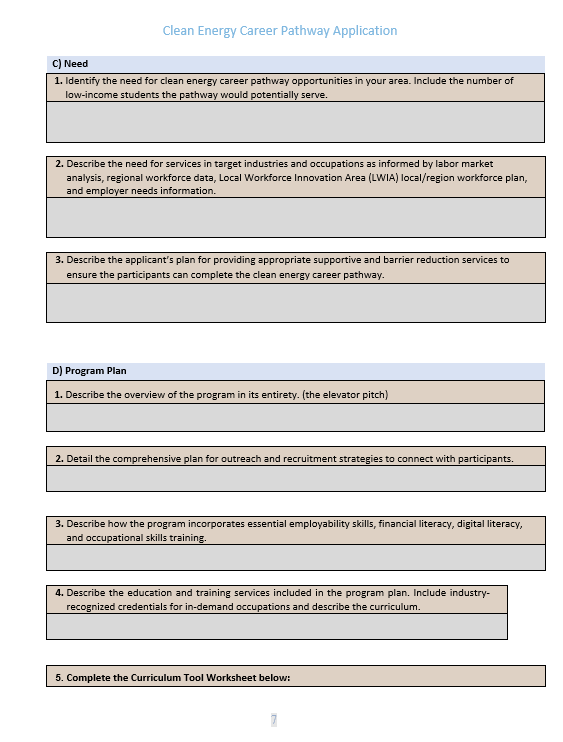 Clean Energy Career Pathway Application
C) Need
1. Identify the need for clean energy career pathway opportunities in your area. Include the number of
low-income students the pathway would potentially serve.
2. Describe the need for services in target industries and occupations as informed by labor market
analysis, regional workforce data, Local Workforce Innovation Area (LWIA) local/region workforce plan,
and employer needs information.
3. Describe the applicant's plan for providing appropriate supportive and barrier reduction services to
ensure the participants can complete the clean energy career pathway.
D) Program Plan
1. Describe the overview of the program in its entirety. (the elevator pitch)
2. Detail the comprehensive plan for outreach and recruitment strategies to connect with participants.
3. Describe how the program incorporates essential employability skills, financial literacy, digital literacy,
and occupational skills training.
4. Describe the education and training services included in the program plan. Include industry-
recognized credentials for in-demand occupations and describe the curriculum.
5. Complete the Curriculum Tool Worksheet below:
7